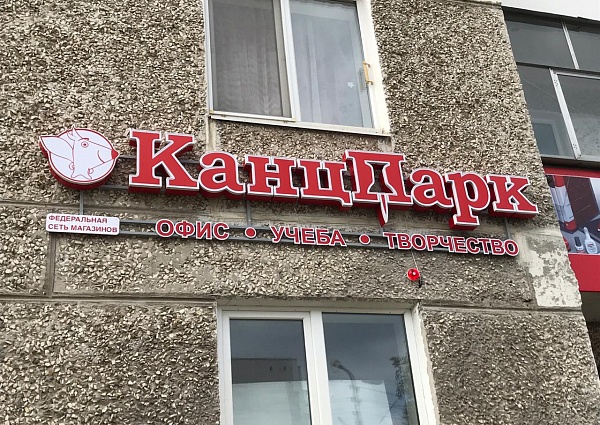 КанцПарк
ФЕДЕРАЛЬНАЯ
СЕТЬ МАГАЗИНОВ
ОФИС • УЧЕБА • ТВОРЧЕСТВО